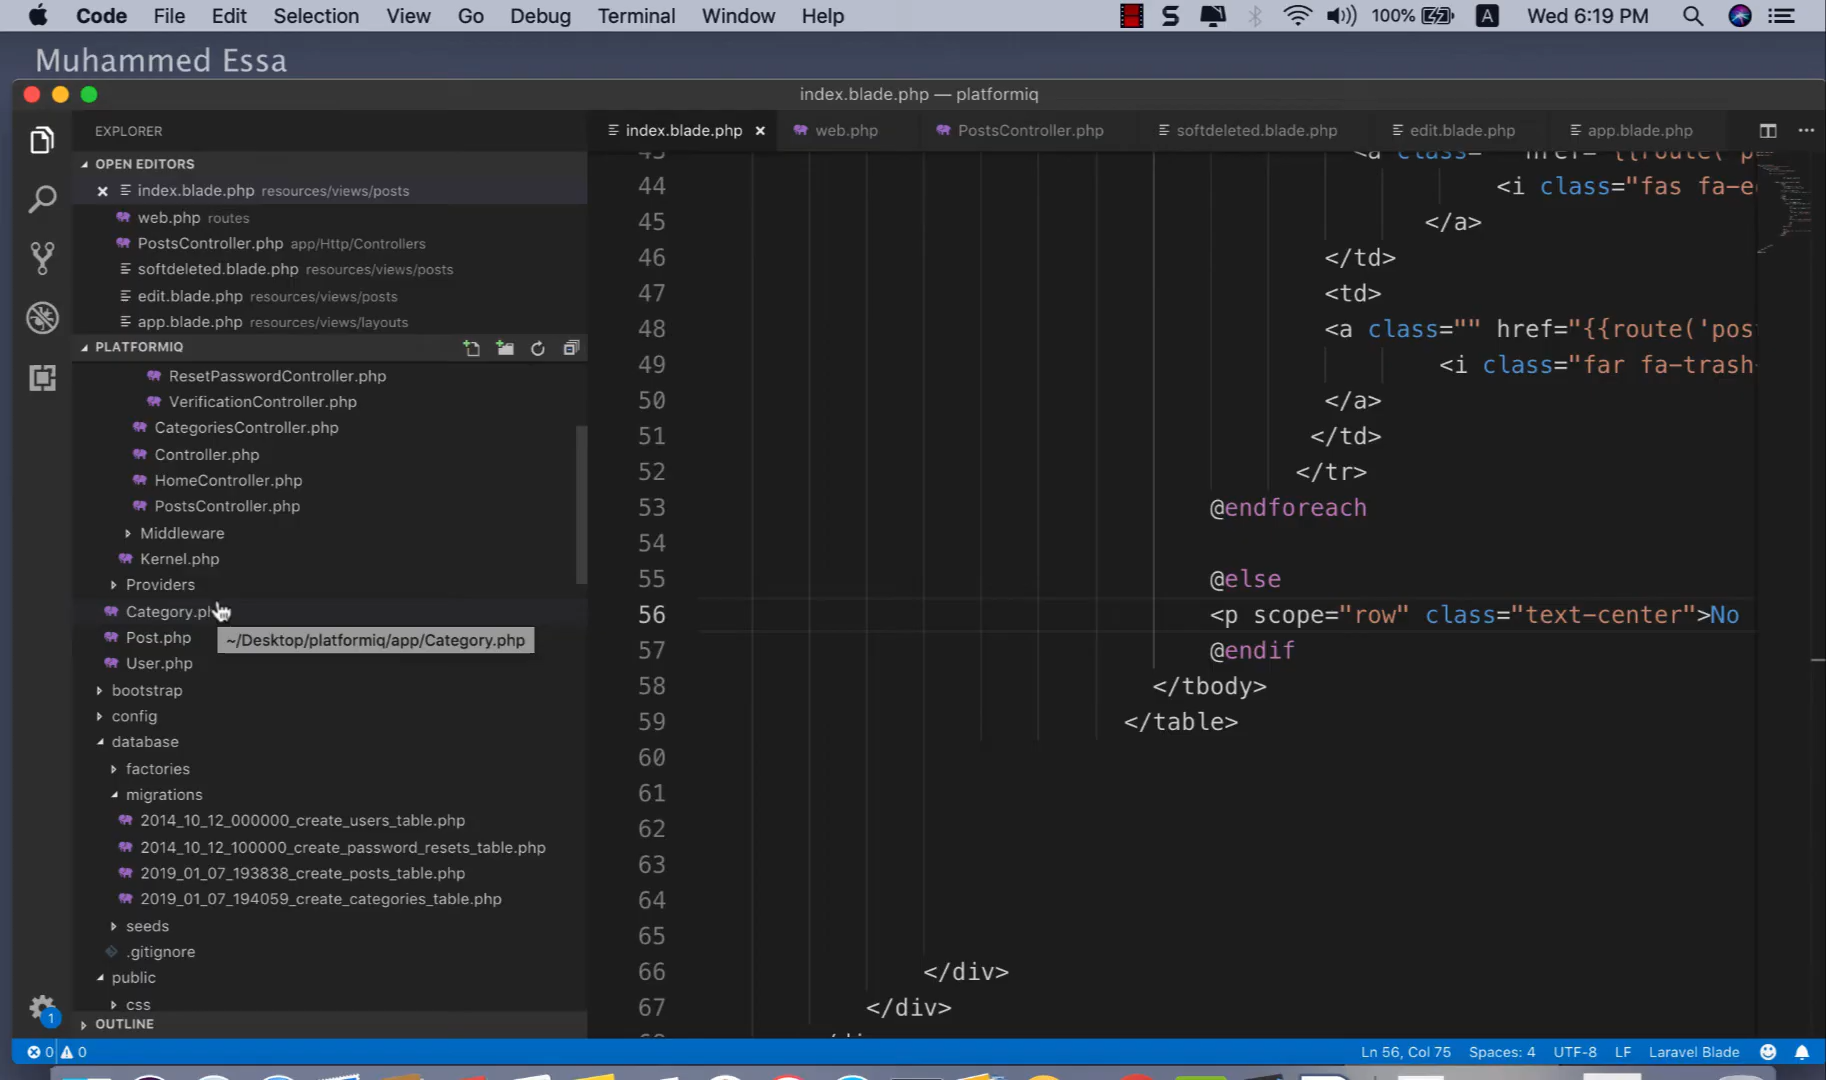 Code File Edit Selection View Go Debug Terminal Window Help 100% A Wed 6:19 PM
Muhammed Essa
index.blade.php — platformiq
EXPLORER
OPEN EDITORS
index.blade.php resources/views/posts
web.php routes
PostsController.php app/Http/Controllers
softdeleted.blade.php resources/views/posts
edit.blade.php resources/views/posts
app.blade.php resources/views/layouts
PLATFORMIQ
ResetPasswordController.php
VerificationController.php
CategoriesController.php
Controller.php
HomeController.php
PostsController.php
Middleware
Kernel.php
Providers
~/Desktop/platformiq/app/Category.php
Post.php
User.php
bootstrap
config
database
factories
migrations
2014_10_12_000000_create_users_table.php
2014_10_12_100000_create_password_resets_table.php
2019_01_07_193838_create_posts_table.php
2019_01_07_194059_create_categories_table.php
seeds
.gitignore
public
css
OUTLINE
index.blade.php web.php PostsController.php softdeleted.blade.php edit.blade.php app.blade.php
44 <i class="fas fa-e
45 </a>
46 </td>
47 <td>
48 <a class="" href="{{route('pos
49 <i class="far fa-trash-
50 </a>
51 </td>
52 </tr>
53 @endforeach
54
55 @else
56 <p scope="row" class="text-center">No
57 @endif
58 </tbody>
59 </table>
60
61
62
63
64
65
66 </div>
67 </div>
0 0 Ln 56, Col 75 Spaces: 4 UTF-8 LF Laravel Blade
1